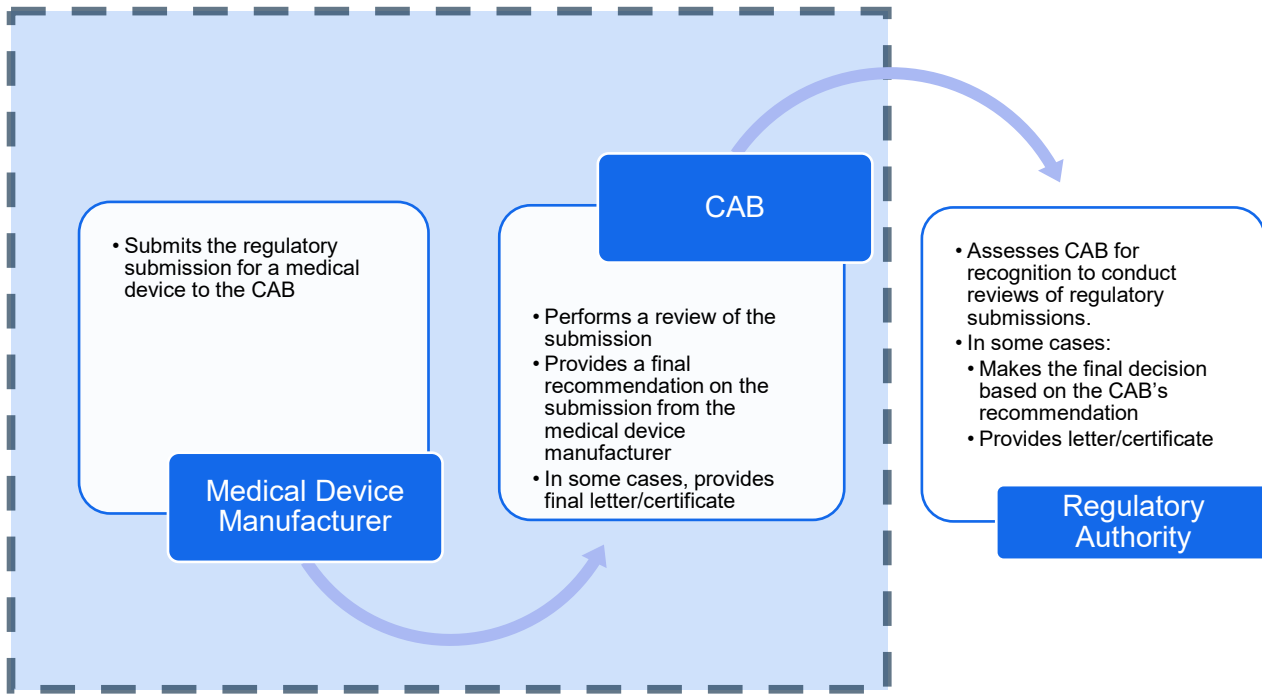 • Submits the regulatory
submission for a medical
device to the CAB
Medical Device
Manufacturer
CAB
• Performs a review of the
submission
• Provides a final
recommendation on the
submission from the
medical device
manufacturer
• In some cases, provides
final letter/certificate
• Assesses CAB for
recognition to conduct
reviews of regulatory
submissions.
• In some cases:
• Makes the final decision
based on the CAB’s
recommendation
• Provides letter/certificate
Regulatory
Authority